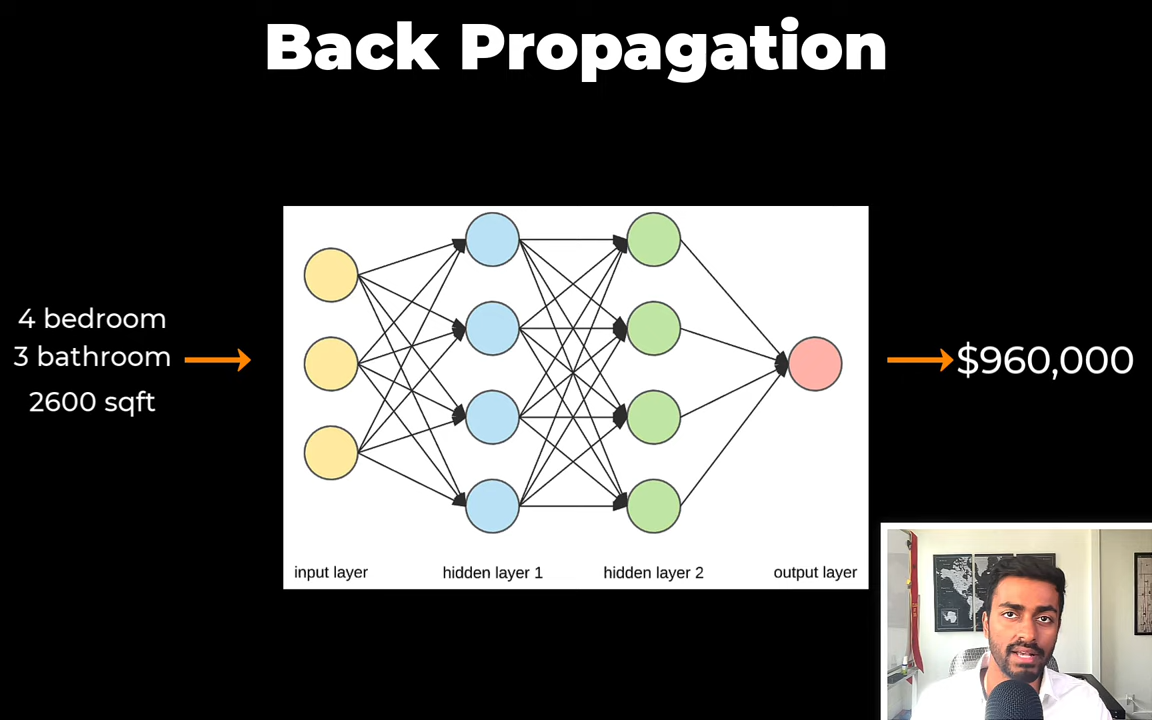 Back Propagation
4 bedroom
3 bathroom
2600 sqft
$960,000
input layer
hidden layer 1
hidden layer 2
output layer